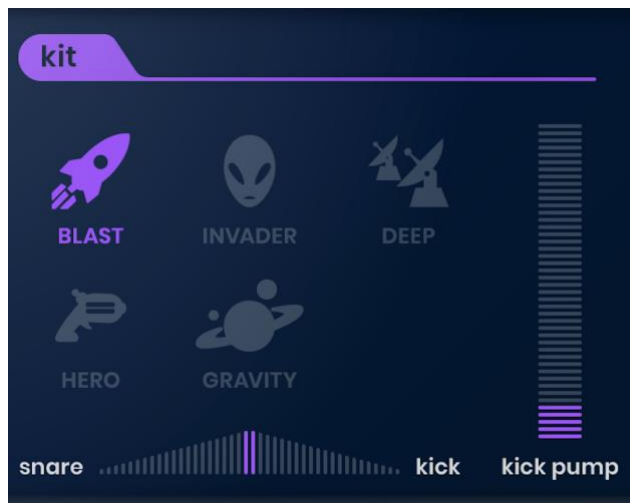 kit
BLAST INVADER DEEP
HERO GRAVITY
snare kick kick pump